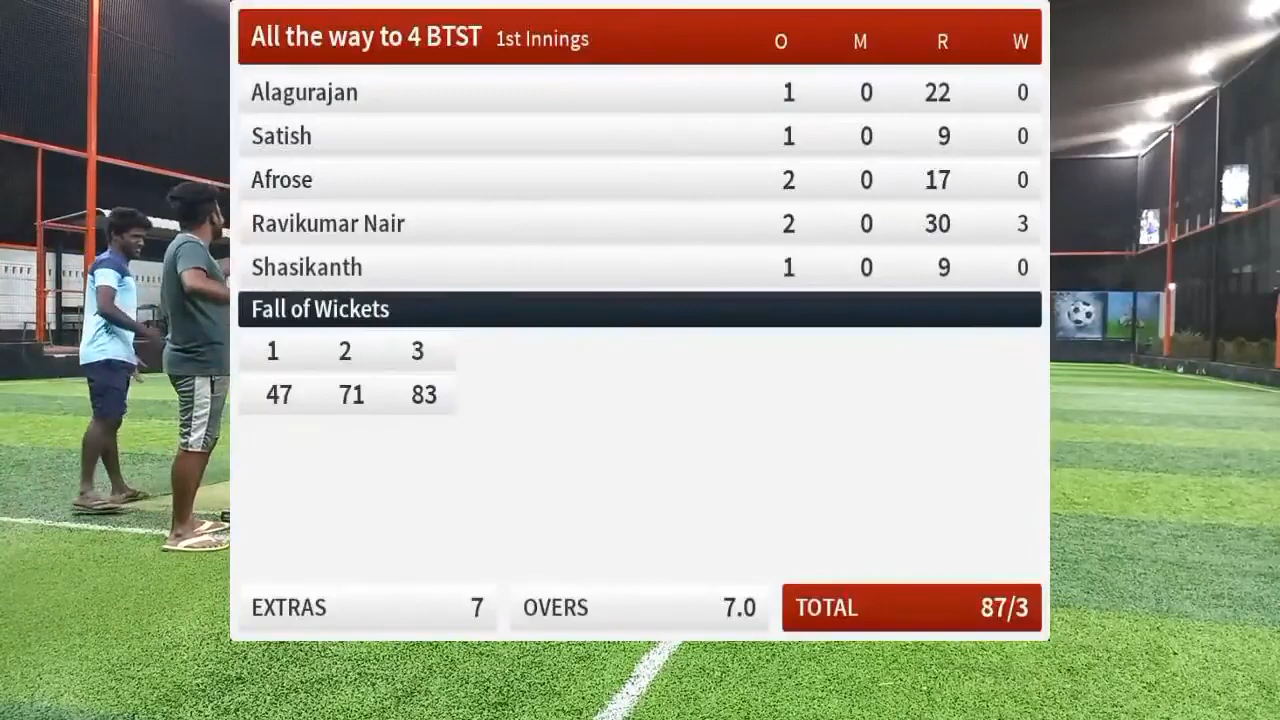 All the way to 4 BTST 1st Innings O M R W
Alagurajan 1 0 22 0
Satish 1 0 9 0
Afrose 2 0 17 0
Ravikumar Nair 2 0 30 3
Shasikanth 1 0 9 0
Fall of Wickets
1 2 3
47 71 83
EXTRAS 7 OVERS 7.0 TOTAL 87/3